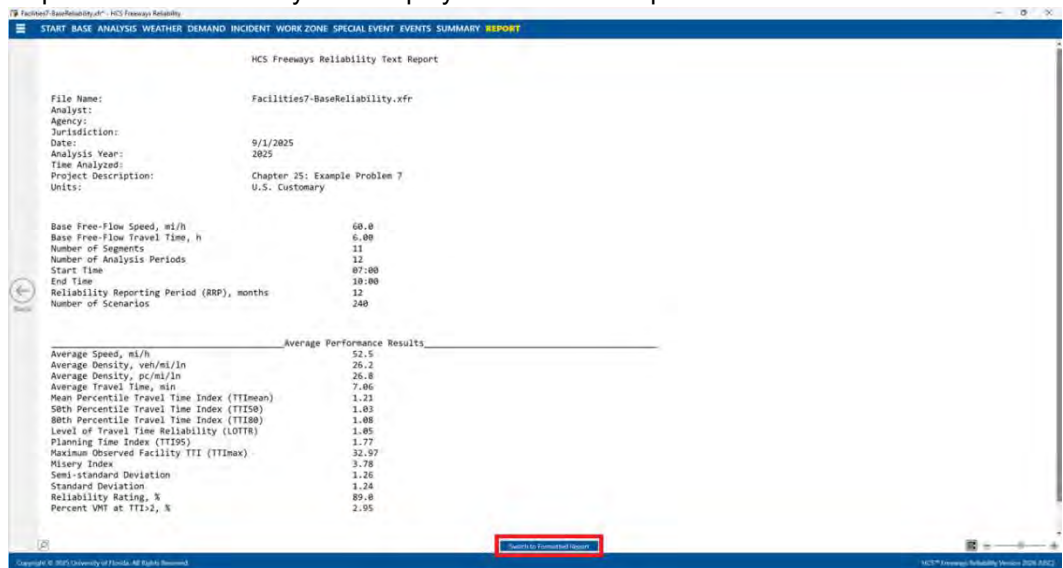 Facilities7-BaseReliability.xfr* - HCS Freeways Reliability
START BASE ANALYSIS WEATHER DEMAND INCIDENT WORK ZONE SPECIAL EVENT EVENTS SUMMARY REPORT
HCS Freeways Reliability Text Report
File Name: Facilities7-BaseReliability.xfr
Analyst:
Agency:
Jurisdiction:
Date: 9/1/2025
Analysis Year: 2025
Time Analyzed:
Project Description: Chapter 25: Example Problem 7
Units: U.S. Customary
Base Free-Flow Speed, mi/h 60.0
Base Free-Flow Travel Time, h 6.00
Number of Segments 11
Number of Analysis Periods 12
Start Time 07:00
End Time 10:00
Reliability Reporting Period (RRP), months 12
Number of Scenarios 240
Average Performance Results
Average Speed, mi/h 52.5
Average Density, veh/mi/ln 26.2
Average Density, pc/mi/ln 26.8
Average Travel Time, min 7.06
Mean Percentile Travel Time Index (TTImean) 1.21
50th Percentile Travel Time Index (TTI50) 1.03
80th Percentile Travel Time Index (TTI80) 1.08
Level of Travel Time Reliability (LOTTR) 1.05
Planning Time Index (TTI95) 1.77
Maximum Observed Facility TTI (TTImax) 32.97
Misery Index 3.78
Semi-standard Deviation 1.26
Standard Deviation 1.24
Reliability Rating, % 89.0
Percent VMT at TTI>2, % 2.95
Switch to Formatted Report
Copyright © 2025 University of Florida. All Rights Reserved.